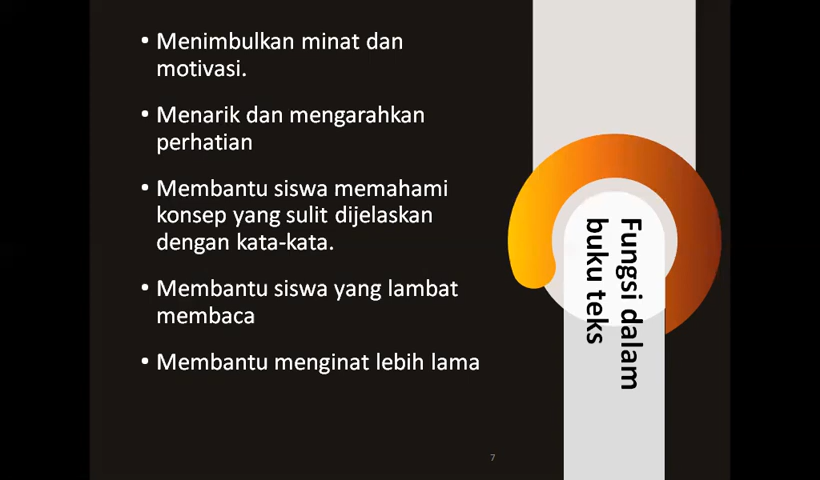 • Menimbulkan minat dan
motivasi.
• Menarik dan mengarahkan
perhatian
• Membantu siswa memahami
konsep yang sulit dijelaskan
dengan kata-kata.
• Membantu siswa yang lambat
membaca
• Membantu menginat lebih lama
Fungsi dalam
buku teks
7